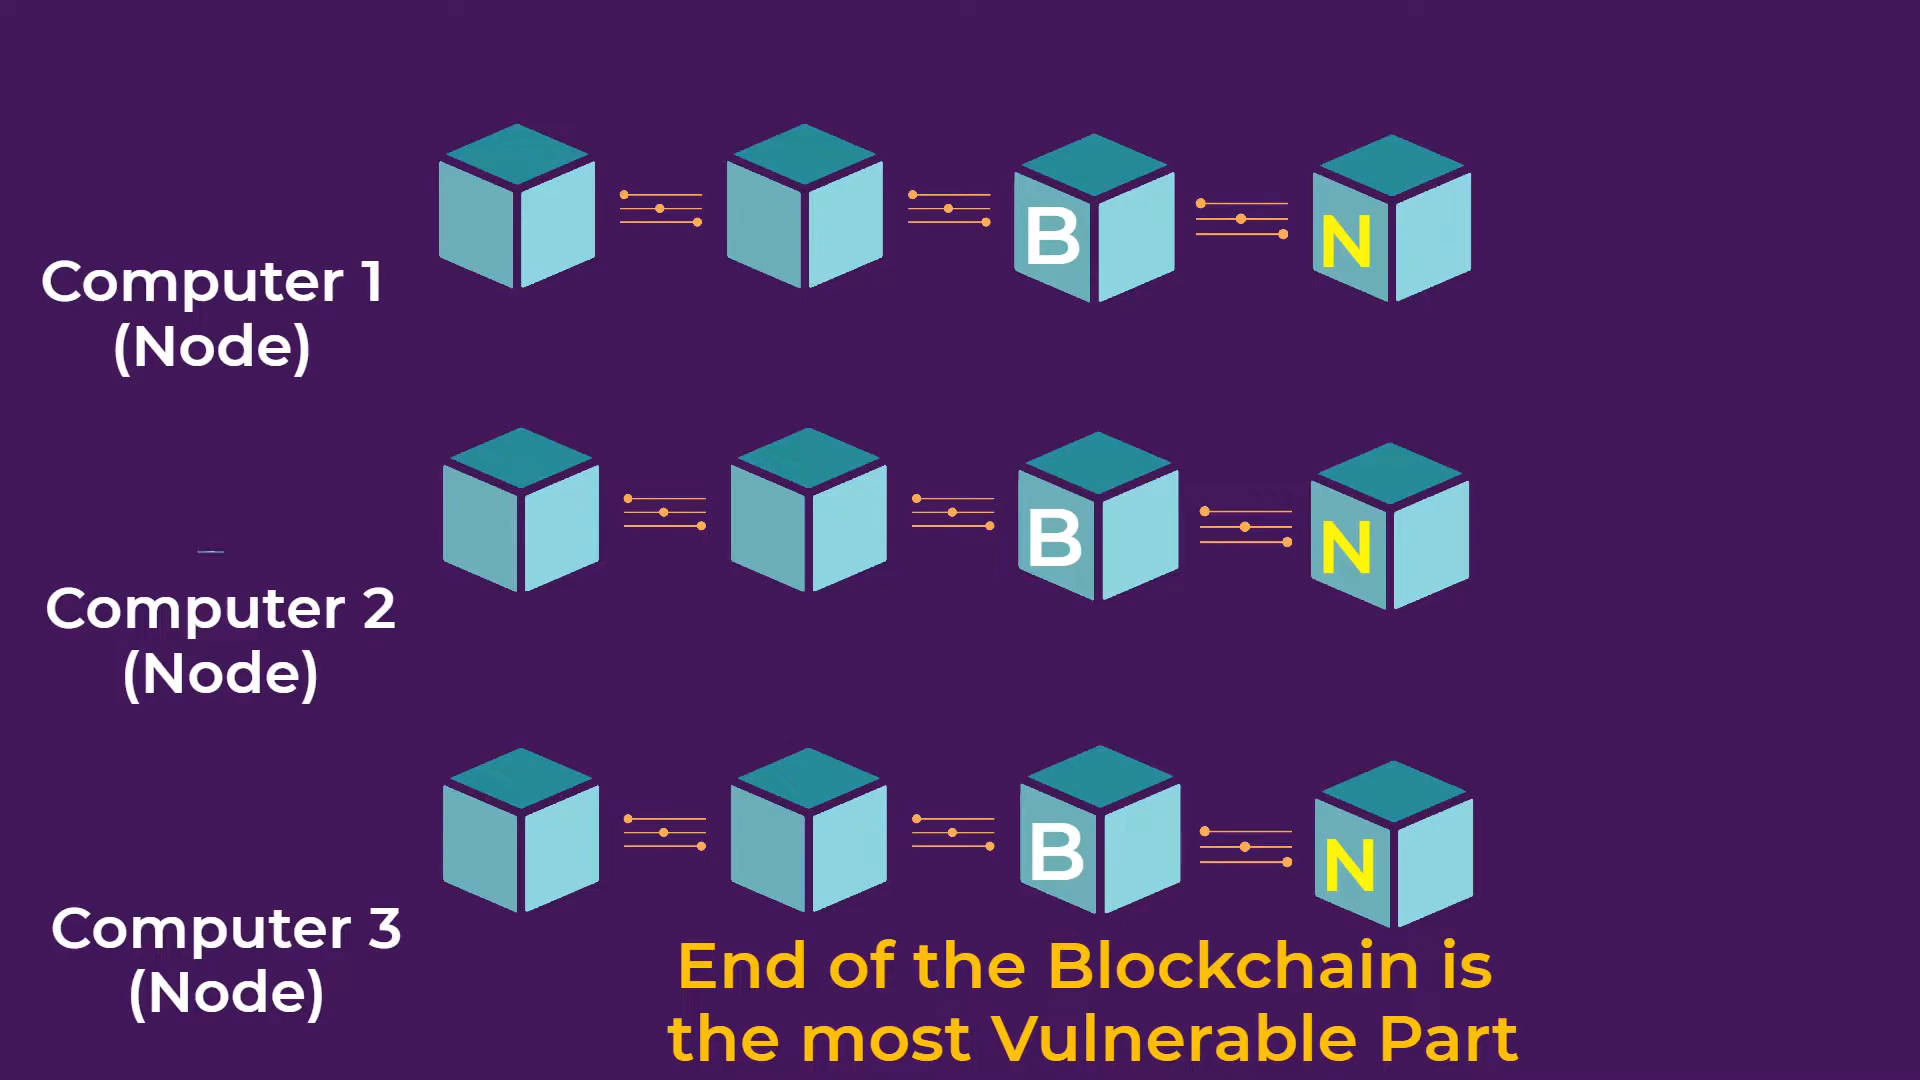 B
N
Computer 1
(Node)
B
N
Computer 2
(Node)
B
N
Computer 3
(Node)
End of the Blockchain is
the most Vulnerable Part